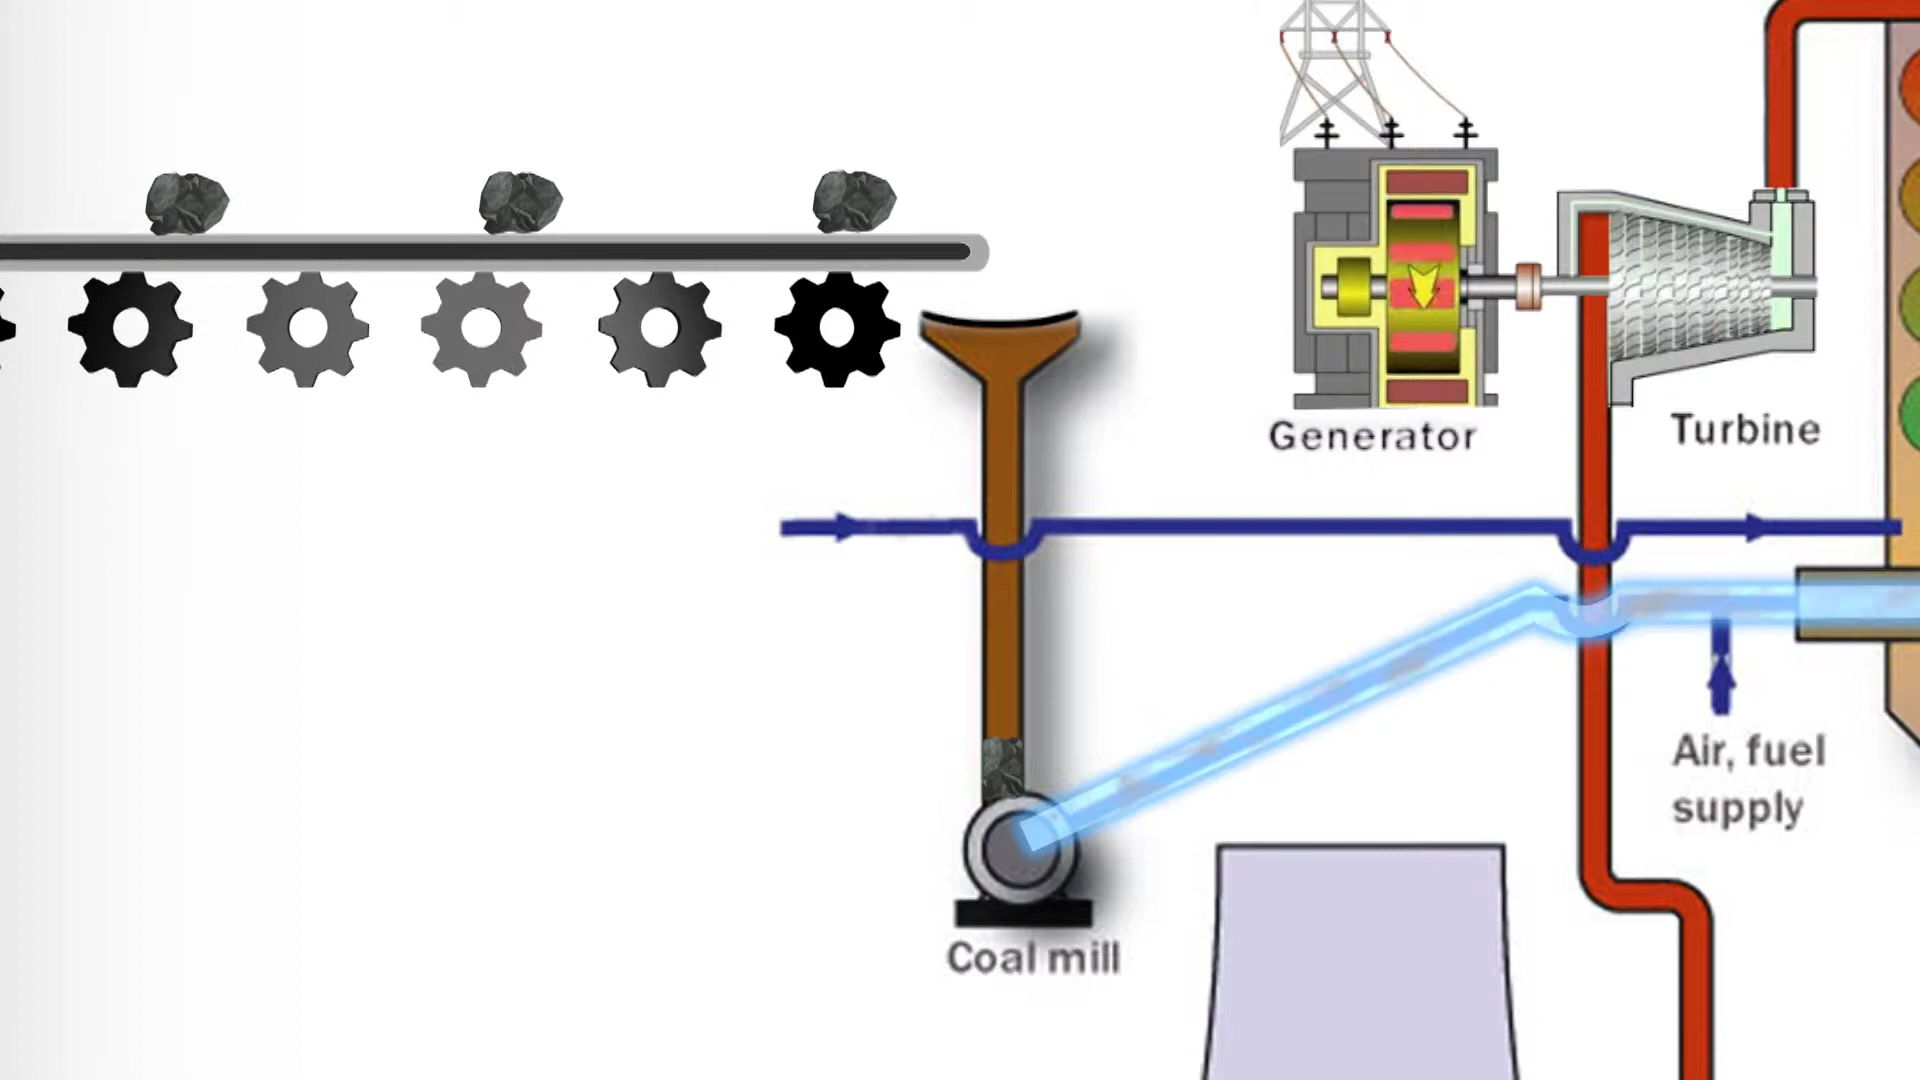 Generator
Turbine
Air, fuel
supply
Coal mill